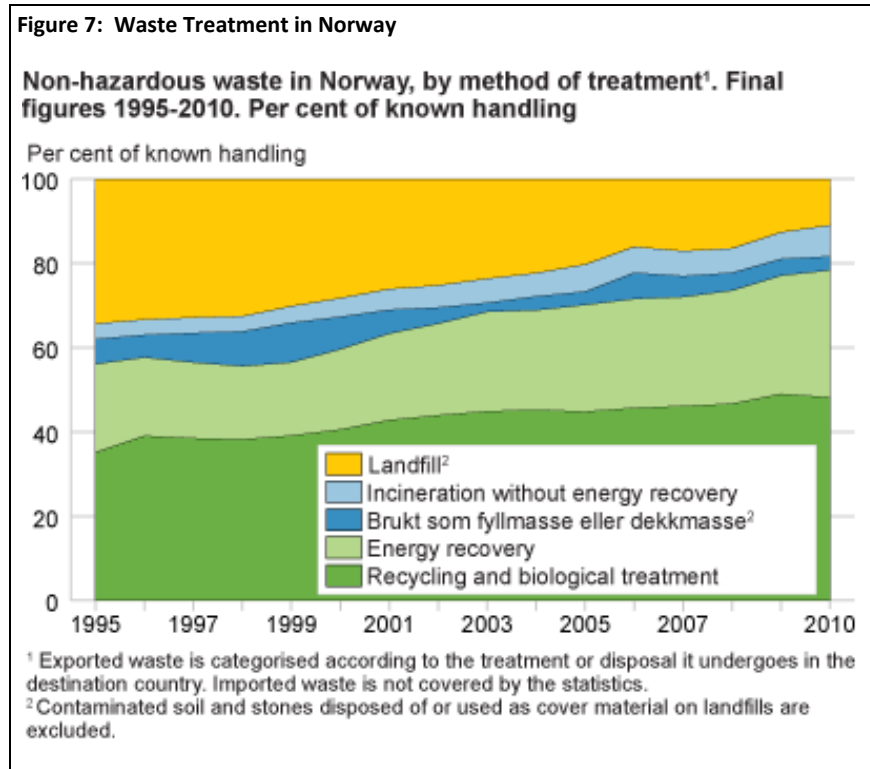 Figure 7: Waste Treatment in Norway
Non-hazardous waste in Norway, by method of treatment¹. Final
figures 1995-2010. Per cent of known handling
Per cent of known handling
100
80
60
40
20
0
Landfill²
Incineration without energy recovery
Brukt som fyllmasse eller dekkmasse²
Energy recovery
Recycling and biological treatment
1995 1997 1999 2001 2003 2005 2007 2010
¹ Exported waste is categorised according to the treatment or disposal it undergoes in the
destination country. Imported waste is not covered by the statistics.
² Contaminated soil and stones disposed of or used as cover material on landfills are
excluded.